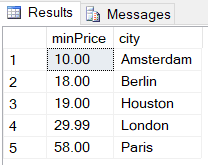 Results Messages
minPrice city
1 10.00 Amsterdam
2 18.00 Berlin
3 19.00 Houston
4 29.99 London
5 58.00 Paris